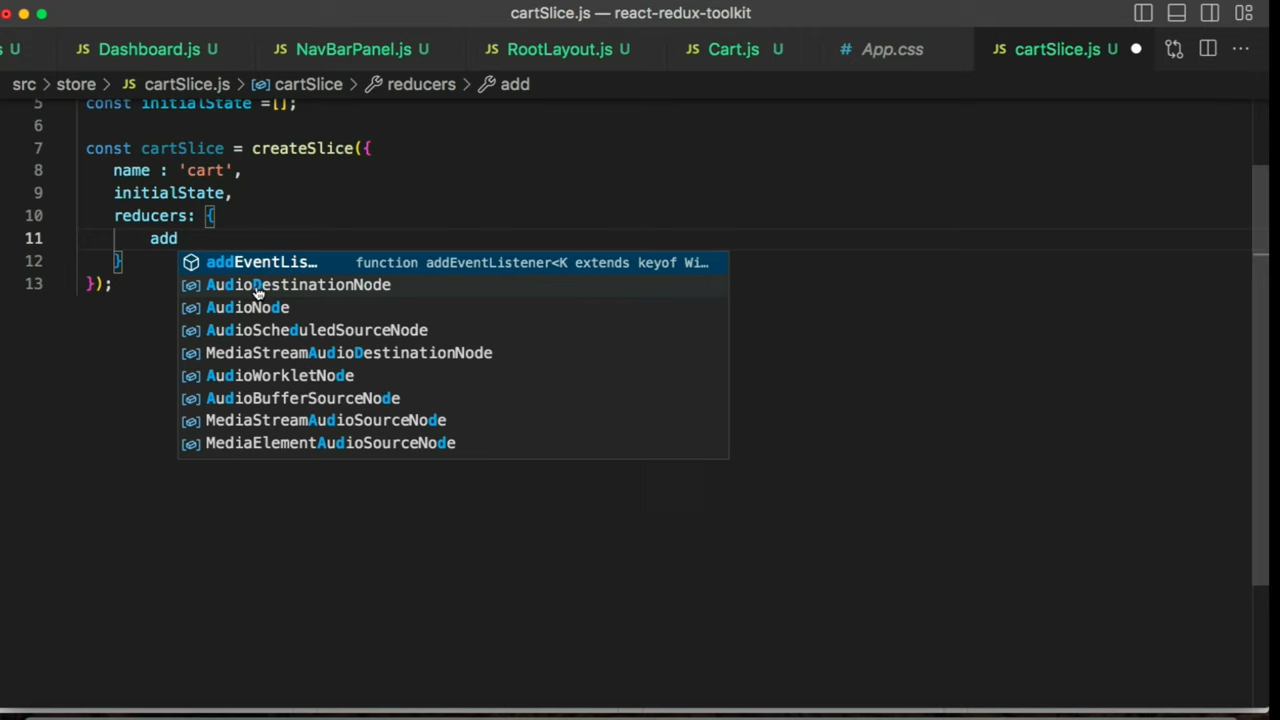 cartSlice.js — react-redux-toolkit
U JS Dashboard.js U JS NavBarPanel.js U JS RootLayout.js U JS Cart.js U # App.css JS cartSlice.js U
src > store > JS cartSlice.js > cartSlice > reducers > add
5 const initialState =[];
6
7 const cartSlice = createSlice({
8 name : 'cart',
9 initialState,
10 reducers: {
11 add
12 }
13 });
addEventLis… function addEventListener<K extends keyof Wi…
AudioDestinationNode
AudioNode
AudioScheduledSourceNode
MediaStreamAudioDestinationNode
AudioWorkletNode
AudioBufferSourceNode
MediaStreamAudioSourceNode
MediaElementAudioSourceNode